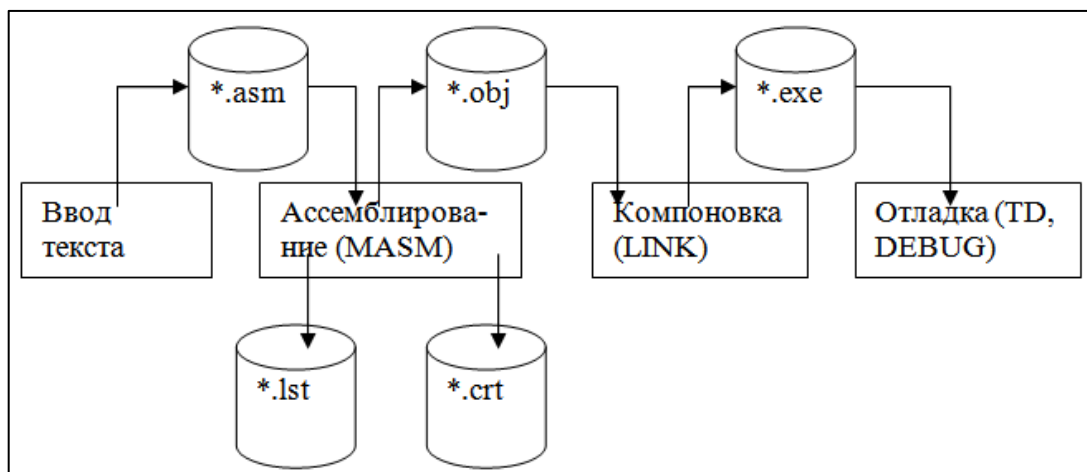 *.asm
*.obj
*.exe
Ввод
текста
Ассемблирова-
ние (MASM)
Компоновка
(LINK)
Отладка (TD,
DEBUG)
*.lst
*.crt